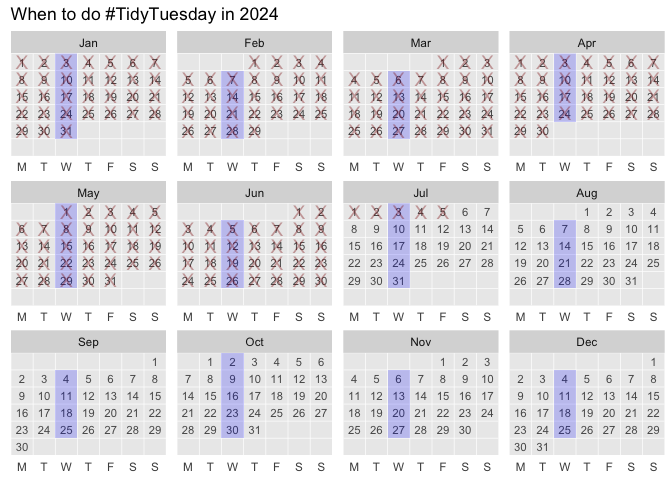 When to do #TidyTuesday in 2024
Jan Feb Mar Apr
1 2 3 4 5 6 7 1 2 3 4 1 2 3 1 2 3 4 5 6 7
8 9 10 11 12 13 14 5 6 7 8 9 10 11 4 5 6 7 8 9 10 8 9 10 11 12 13 14
15 16 17 18 19 20 21 12 13 14 15 16 17 18 11 12 13 14 15 16 17 15 16 17 18 19 20 21
22 23 24 25 26 27 28 19 20 21 22 23 24 25 18 19 20 21 22 23 24 22 23 24 25 26 27 28
29 30 31 26 27 28 29 25 26 27 28 29 30 31 29 30
M T W T F S S M T W T F S S M T W T F S S M T W T F S S
May Jun Jul Aug
1 2 3 4 5 1 2 1 2 3 4 5 6 7 1 2 3 4
6 7 8 9 10 11 12 3 4 5 6 7 8 9 8 9 10 11 12 13 14 5 6 7 8 9 10 11
13 14 15 16 17 18 19 10 11 12 13 14 15 16 15 16 17 18 19 20 21 12 13 14 15 16 17 18
20 21 22 23 24 25 26 17 18 19 20 21 22 23 22 23 24 25 26 27 28 19 20 21 22 23 24 25
27 28 29 30 31 24 25 26 27 28 29 30 29 30 31 26 27 28 29 30 31
M T W T F S S M T W T F S S M T W T F S S M T W T F S S
Sep Oct Nov Dec
1 1 2 3 4 5 6 1 2 3 1
2 3 4 5 6 7 8 7 8 9 10 11 12 13 4 5 6 7 8 9 10 2 3 4 5 6 7 8
9 10 11 12 13 14 15 14 15 16 17 18 19 20 11 12 13 14 15 16 17 9 10 11 12 13 14 15
16 17 18 19 20 21 22 21 22 23 24 25 26 27 18 19 20 21 22 23 24 16 17 18 19 20 21 22
23 24 25 26 27 28 29 28 29 30 31 25 26 27 28 29 30 23 24 25 26 27 28 29
30 30 31
M T W T F S S M T W T F S S M T W T F S S M T W T F S S